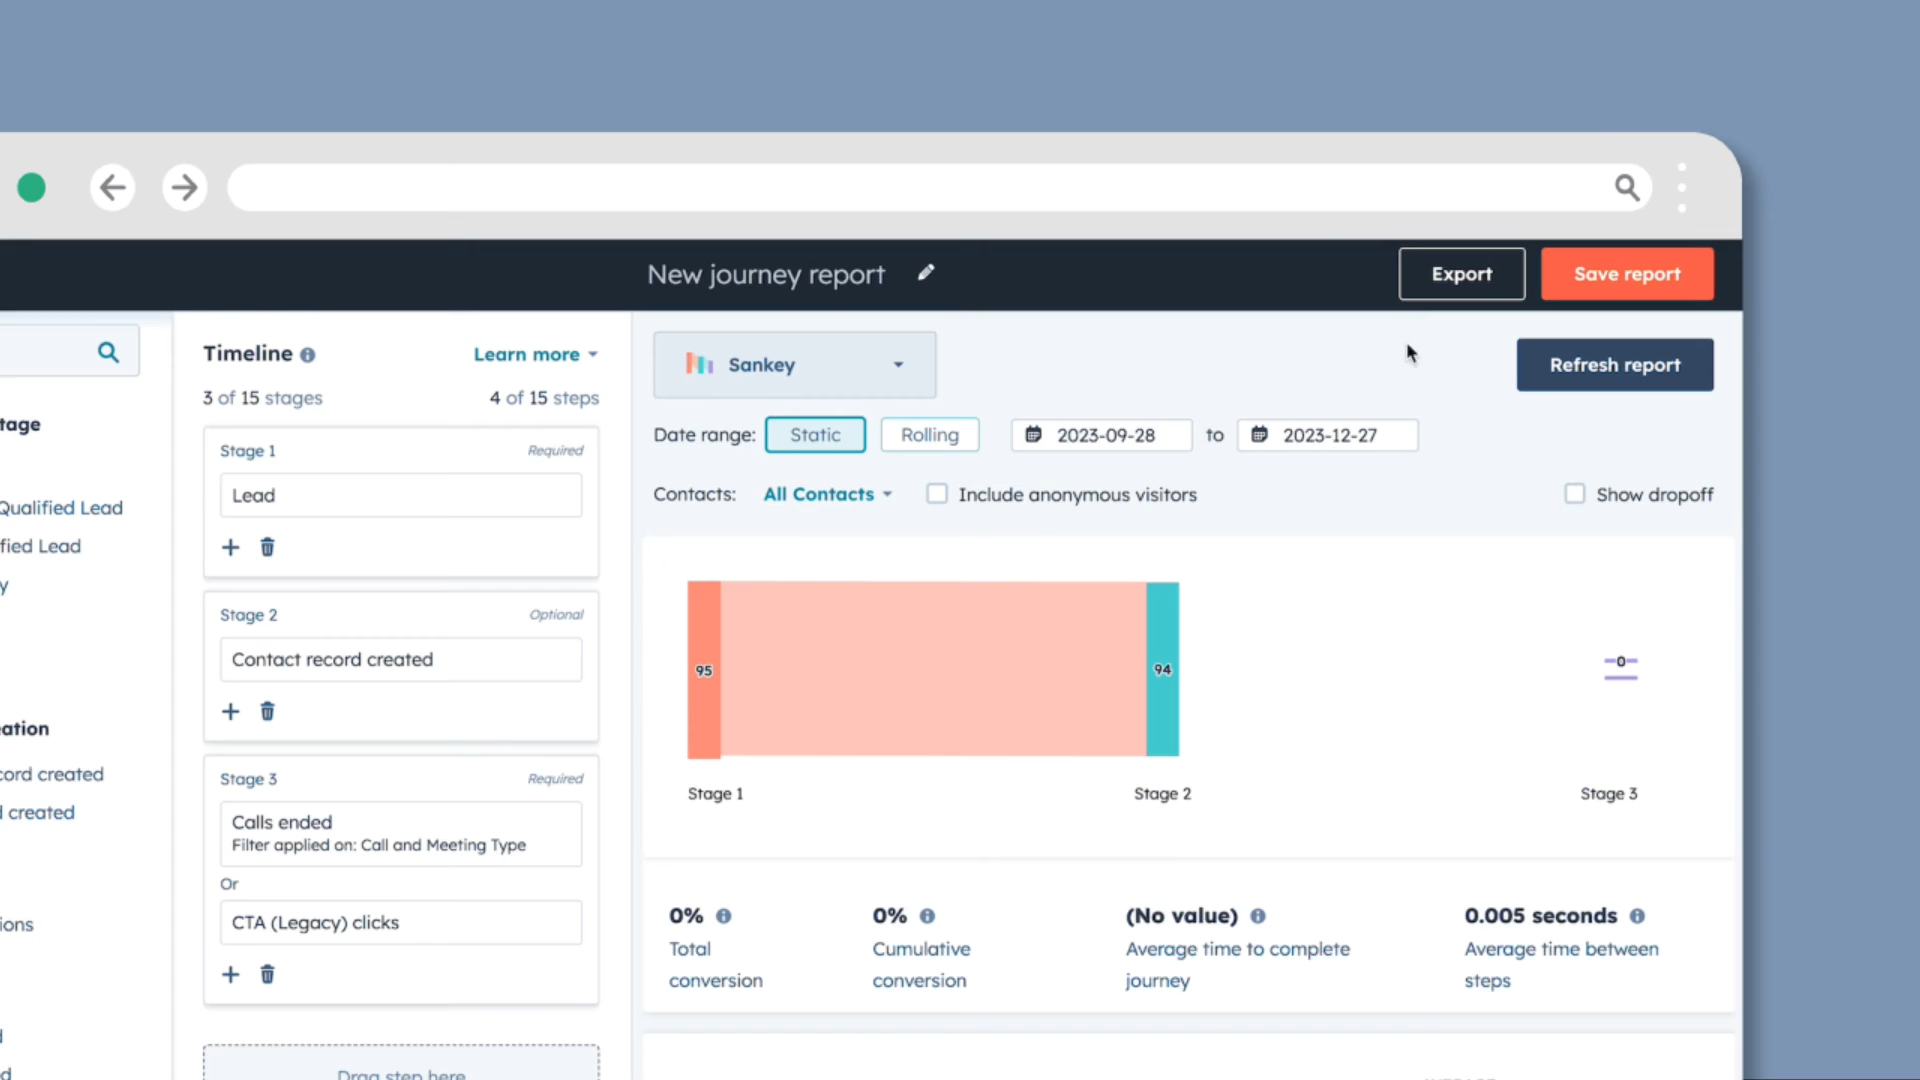 New journey report
Export
Save report
Timeline
Learn more
3 of 15 stages
4 of 15 steps
Stage 1
Required
Lead
Stage 2
Optional
Contact record created
Stage 3
Required
Calls ended
Filter applied on: Call and Meeting Type
Or
CTA (Legacy) clicks
Drag step here
tage
Qualified Lead
fied Lead
y
ation
cord created
d created
ions
d
ed
Sankey
Refresh report
Date range:
Static
Rolling
2023-09-28
to
2023-12-27
Contacts:
All Contacts
Include anonymous visitors
Show dropoff
95
94
0
Stage 1
Stage 2
Stage 3
0%
Total
conversion
0%
Cumulative
conversion
(No value)
Average time to complete
journey
0.005 seconds
Average time between
steps